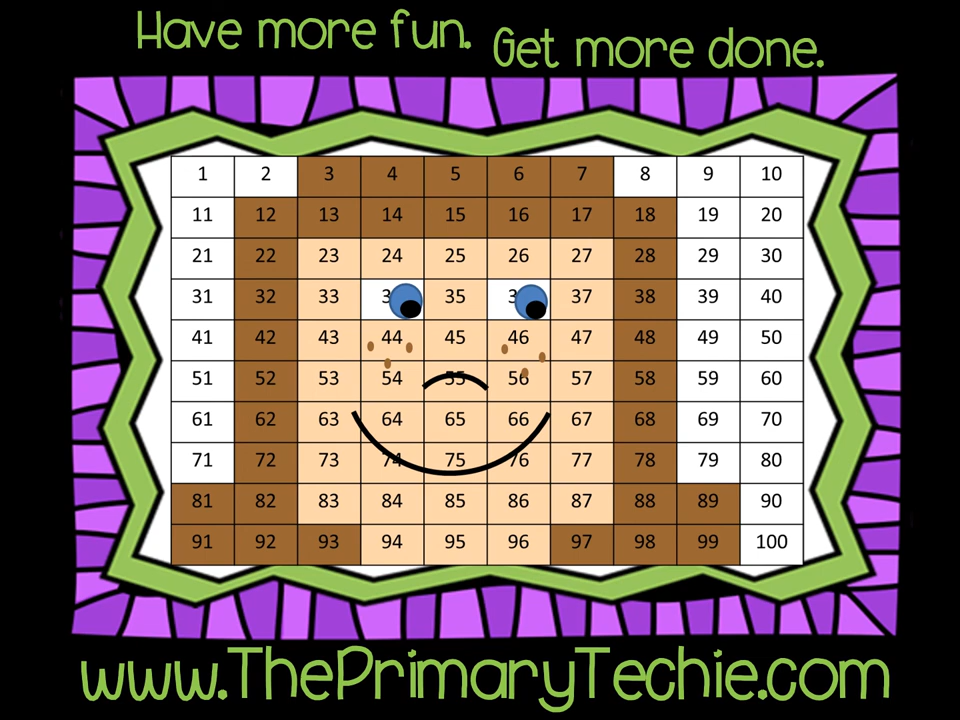 Have more fun. Get more done.
1 2 3 4 5 6 7 8 9 10
11 12 13 14 15 16 17 18 19 20
21 22 23 24 25 26 27 28 29 30
31 32 33 3 35 3 37 38 39 40
41 42 43 44 45 46 47 48 49 50
51 52 53 54 55 56 57 58 59 60
61 62 63 64 65 66 67 68 69 70
71 72 73 74 75 76 77 78 79 80
81 82 83 84 85 86 87 88 89 90
91 92 93 94 95 96 97 98 99 100
www.ThePrimaryTechie.com